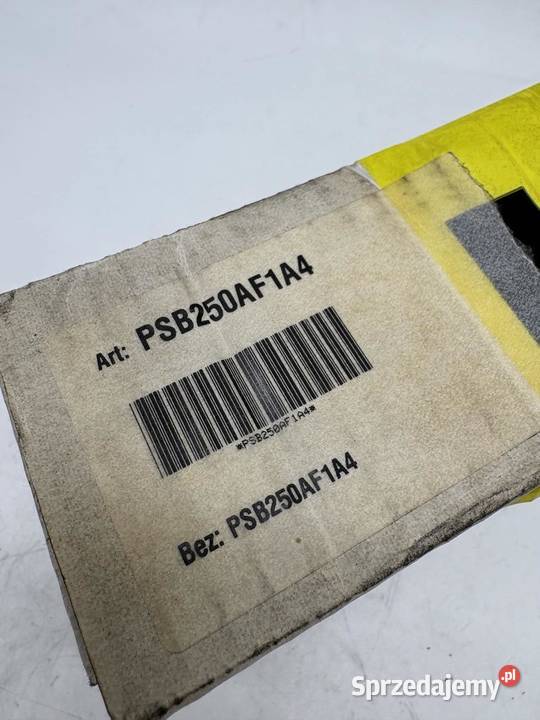 Art: PSB250AF1A4
*PSB250AF1A4*
Bez: PSB250AF1A4
Sprzedajemy.pl